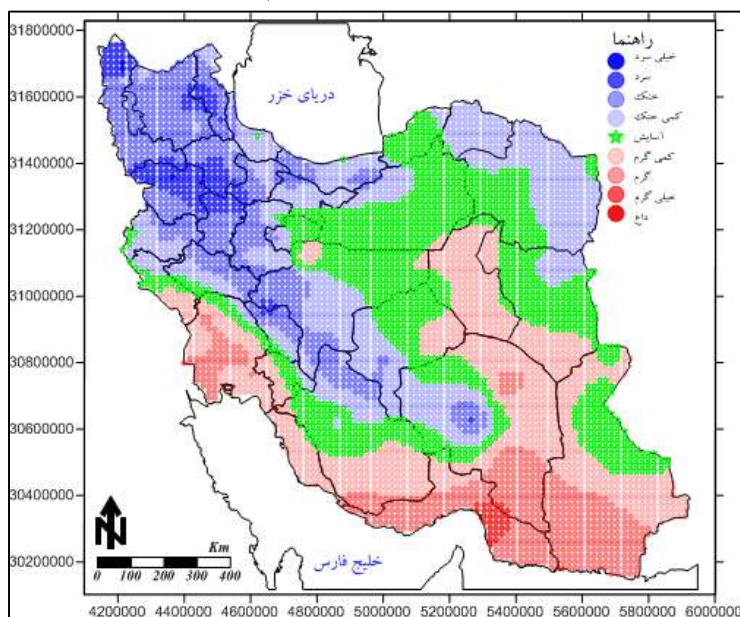 31800000
31600000
31400000
31200000
31000000
30800000
30600000
30400000
30200000
راهنما
خیلی سرد
سرد
خنک
کمی خنک
آسایش
کمی گرم
گرم
خیلی گرم
داغ
دریای خزر
خلیج فارس
N
Km
0 100 200 300 400
4200000 4400000 4600000 4800000 5000000 5200000 5400000 5600000 5800000 6000000